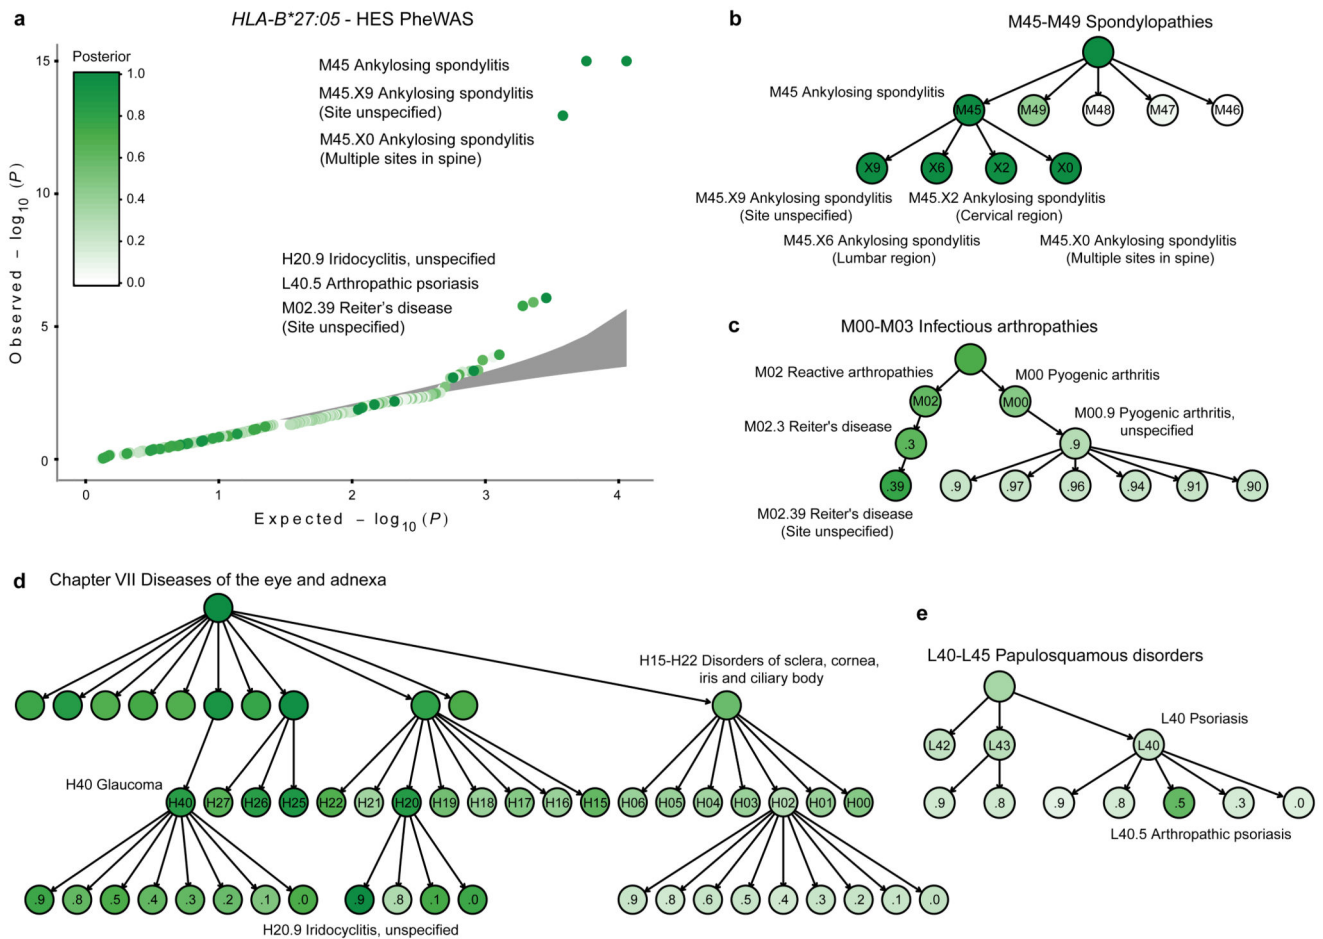 a
HLA-B*27:05 - HES PheWAS
Posterior
1.0
0.8
0.6
0.4
0.2
0.0
15
10
5
0
Observed − log10 (P)
M45 Ankylosing spondylitis
M45.X9 Ankylosing spondylitis
(Site unspecified)
M45.X0 Ankylosing spondylitis
(Multiple sites in spine)
H20.9 Iridocyclitis, unspecified
L40.5 Arthropathic psoriasis
M02.39 Reiter's disease
(Site unspecified)
0 1 2 3 4
Expected − log10 (P)
b
M45-M49 Spondylopathies
M45 Ankylosing spondylitis
M45 M49 M48 M47 M46
X9 X6 X2 X0
M45.X9 Ankylosing spondylitis
(Site unspecified)
M45.X2 Ankylosing spondylitis
(Cervical region)
M45.X6 Ankylosing spondylitis
(Lumbar region)
M45.X0 Ankylosing spondylitis
(Multiple sites in spine)
c
M00-M03 Infectious arthropathies
M02 Reactive arthropathies
M00 Pyogenic arthritis
M02 M00
M02.3 Reiter's disease
M00.9 Pyogenic arthritis,
unspecified
.3 .9
.39 .9 .97 .96 .94 .91 .90
M02.39 Reiter's disease
(Site unspecified)
d
Chapter VII Diseases of the eye and adnexa
H15-H22 Disorders of sclera, cornea,
iris and ciliary body
H40 Glaucoma
H40 H27 H26 H25 H22 H21 H20 H19 H18 H17 H16 H15 H06 H05 H04 H03 H02 H01 H00
.9 .8 .5 .4 .3 .2 .1 .0 .9 .8 .1 .0 .9 .8 .6 .5 .4 .3 .2 .1 .0
H20.9 Iridocyclitis, unspecified
e
L40-L45 Papulosquamous disorders
L40 Psoriasis
L42 L43 L40
.9 .8 .9 .8 .5 .3 .0
L40.5 Arthropathic psoriasis